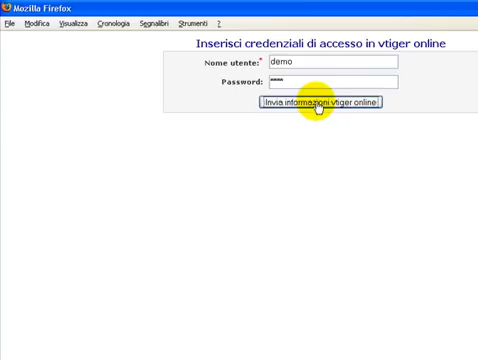 Mozilla Firefox
File Modifica Visualizza Cronologia Segnalibri Strumenti ?
Inserisci credenziali di accesso in vtiger online
Nome utente:* demo
Password: ****
Invia informazioni vtiger online